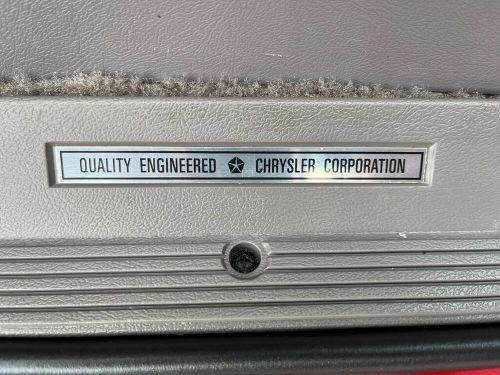 QUALITY ENGINEERED CHRYSLER CORPORATION